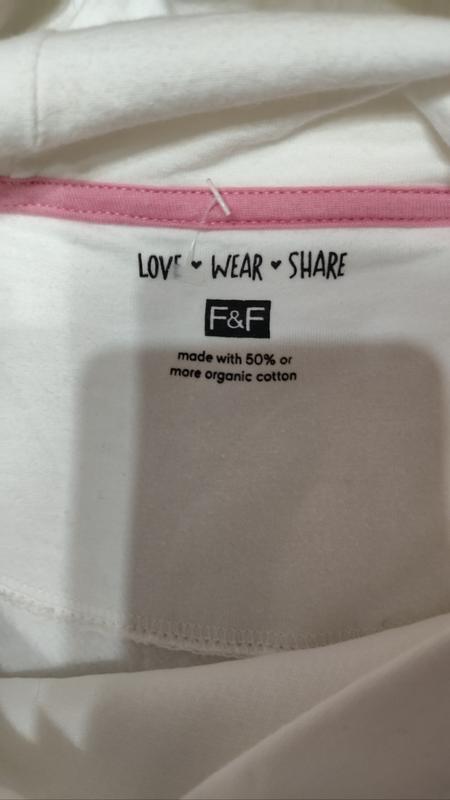 LOVE ♥ WEAR ♥ SHARE
F&F
made with 50% or
more organic cotton